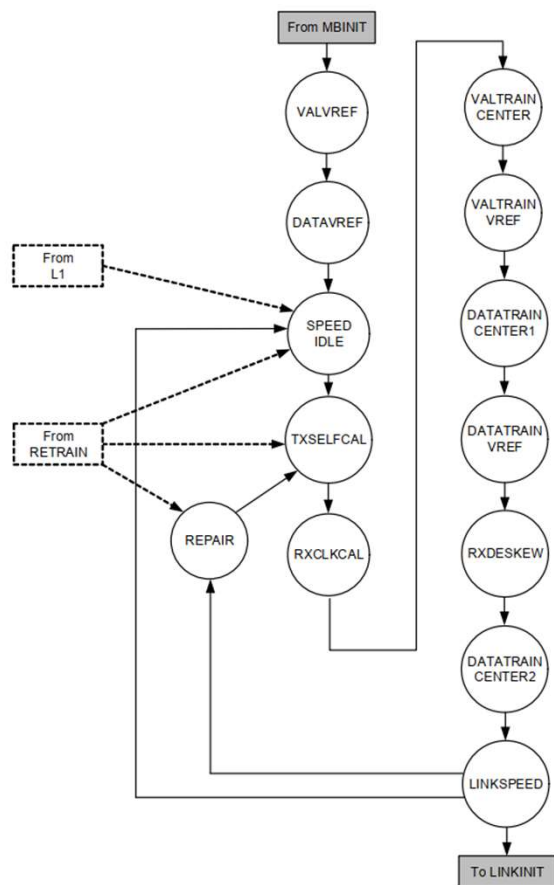 From MBINIT
VALVREF
DATAVREF
From
L1
SPEED
IDLE
From
RETRAIN
TXSELFCAL
REPAIR
RXCLKCAL
VALTRAIN
CENTER
VALTRAIN
VREF
DATATRAIN
CENTER1
DATATRAIN
VREF
RXDESKEW
DATATRAIN
CENTER2
LINKSPEED
To LINKINIT